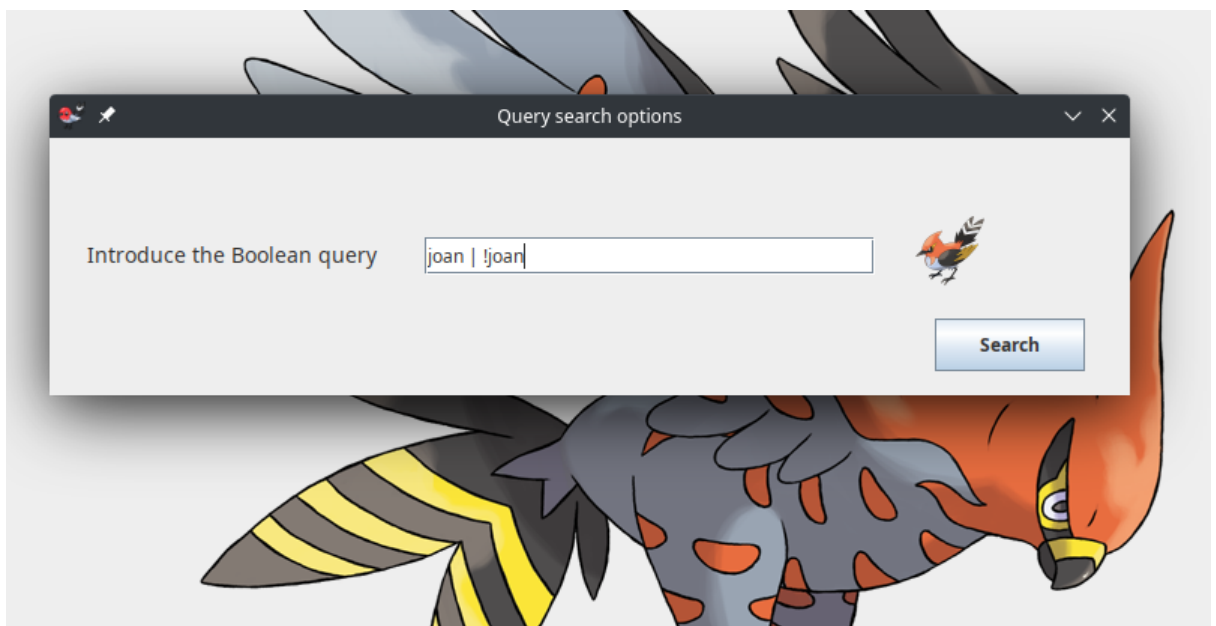 Query search options
Introduce the Boolean query
joan | !joan
Search